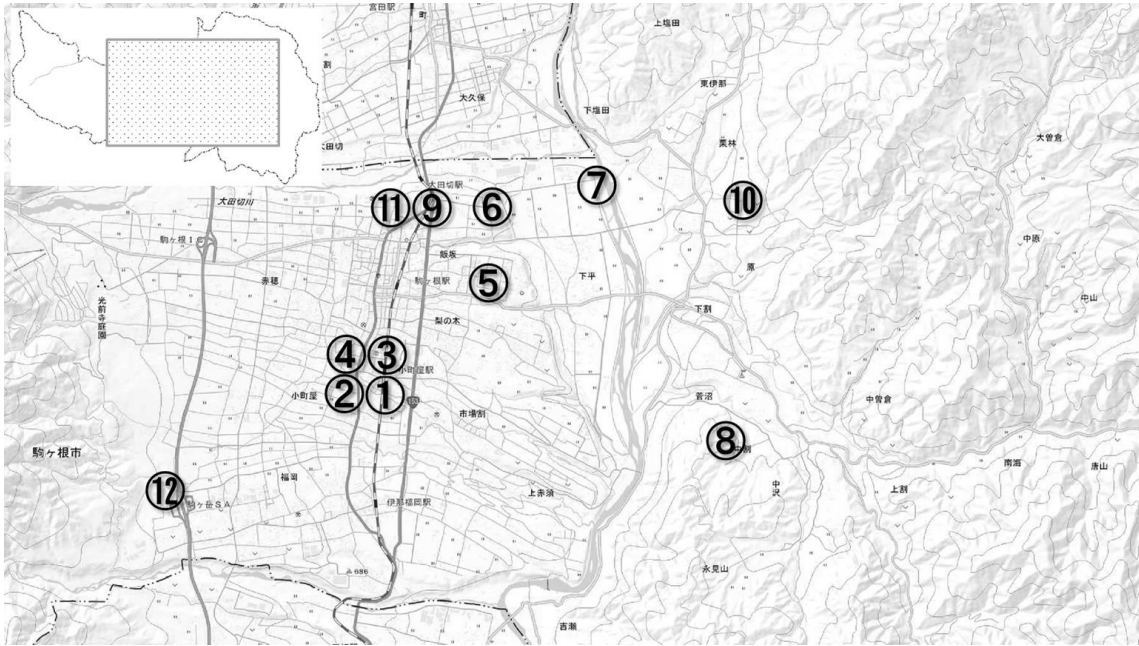 宮田駅
町
上塩田
割
東伊那
大久保
下塩田
大曽倉
栗林
大田切
大田切駅
大田切川
⑪
⑨
⑥
⑦
⑩
駒ヶ根IC
中原
飯坂
原
赤穂
駒ヶ根駅
下平
⑤
中山
光前寺庭園
下割
梨の木
④
③
小町屋駅
小町屋
②
①
153
菅沼
中曽倉
市場割
⑧
中割
駒ヶ根市
南海
唐山
福岡
上赤須
中沢
上割
⑫
駒ヶ岳SA
伊那福岡駅
686
永見山
吉瀬